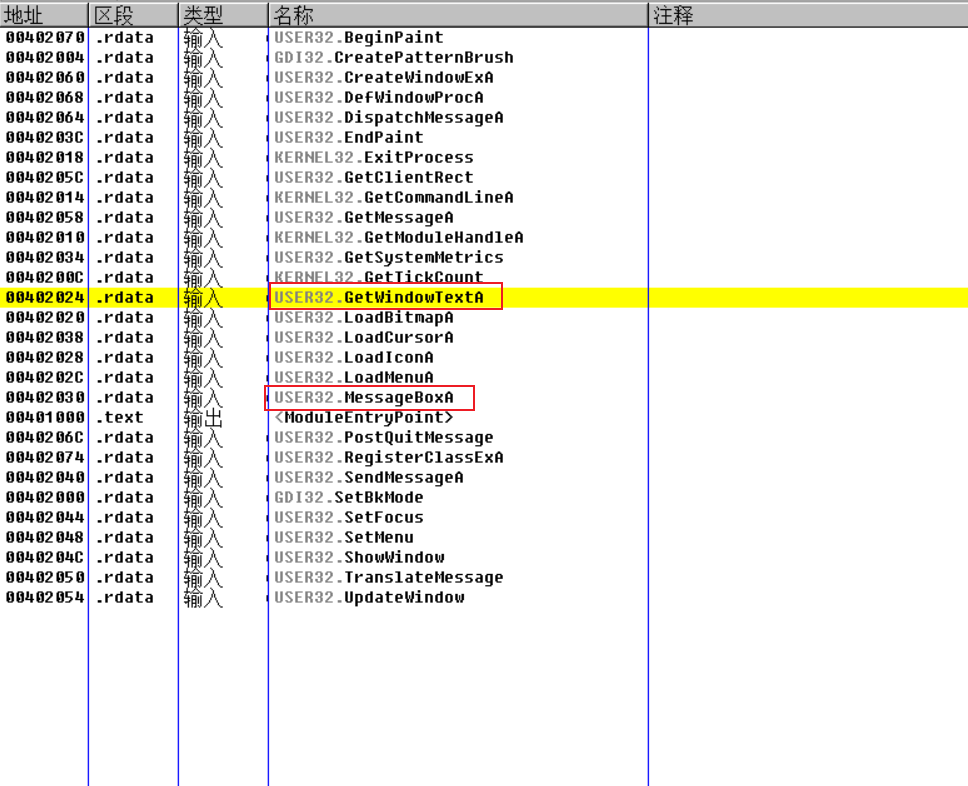 地址 区段 类型 名称 注释
00402070 .rdata 输入 USER32.BeginPaint
00402004 .rdata 输入 GDI32.CreatePatternBrush
00402060 .rdata 输入 USER32.CreateWindowExA
00402068 .rdata 输入 USER32.DefWindowProcA
00402064 .rdata 输入 USER32.DispatchMessageA
0040203C .rdata 输入 USER32.EndPaint
00402018 .rdata 输入 KERNEL32.ExitProcess
0040205C .rdata 输入 USER32.GetClientRect
00402014 .rdata 输入 KERNEL32.GetCommandLineA
00402058 .rdata 输入 USER32.GetMessageA
00402010 .rdata 输入 KERNEL32.GetModuleHandleA
00402034 .rdata 输入 USER32.GetSystemMetrics
0040200C .rdata 输入 KERNEL32.GetTickCount
00402024 .rdata 输入 USER32.GetWindowTextA
00402020 .rdata 输入 USER32.LoadBitmapA
00402038 .rdata 输入 USER32.LoadCursorA
00402028 .rdata 输入 USER32.LoadIconA
0040202C .rdata 输入 USER32.LoadMenuA
00402030 .rdata 输入 USER32.MessageBoxA
00401000 .text 输出 <ModuleEntryPoint>
0040206C .rdata 输入 USER32.PostQuitMessage
00402074 .rdata 输入 USER32.RegisterClassExA
00402040 .rdata 输入 USER32.SendMessageA
00402000 .rdata 输入 GDI32.SetBkMode
00402044 .rdata 输入 USER32.SetFocus
00402048 .rdata 输入 USER32.SetMenu
0040204C .rdata 输入 USER32.ShowWindow
00402050 .rdata 输入 USER32.TranslateMessage
00402054 .rdata 输入 USER32.UpdateWindow